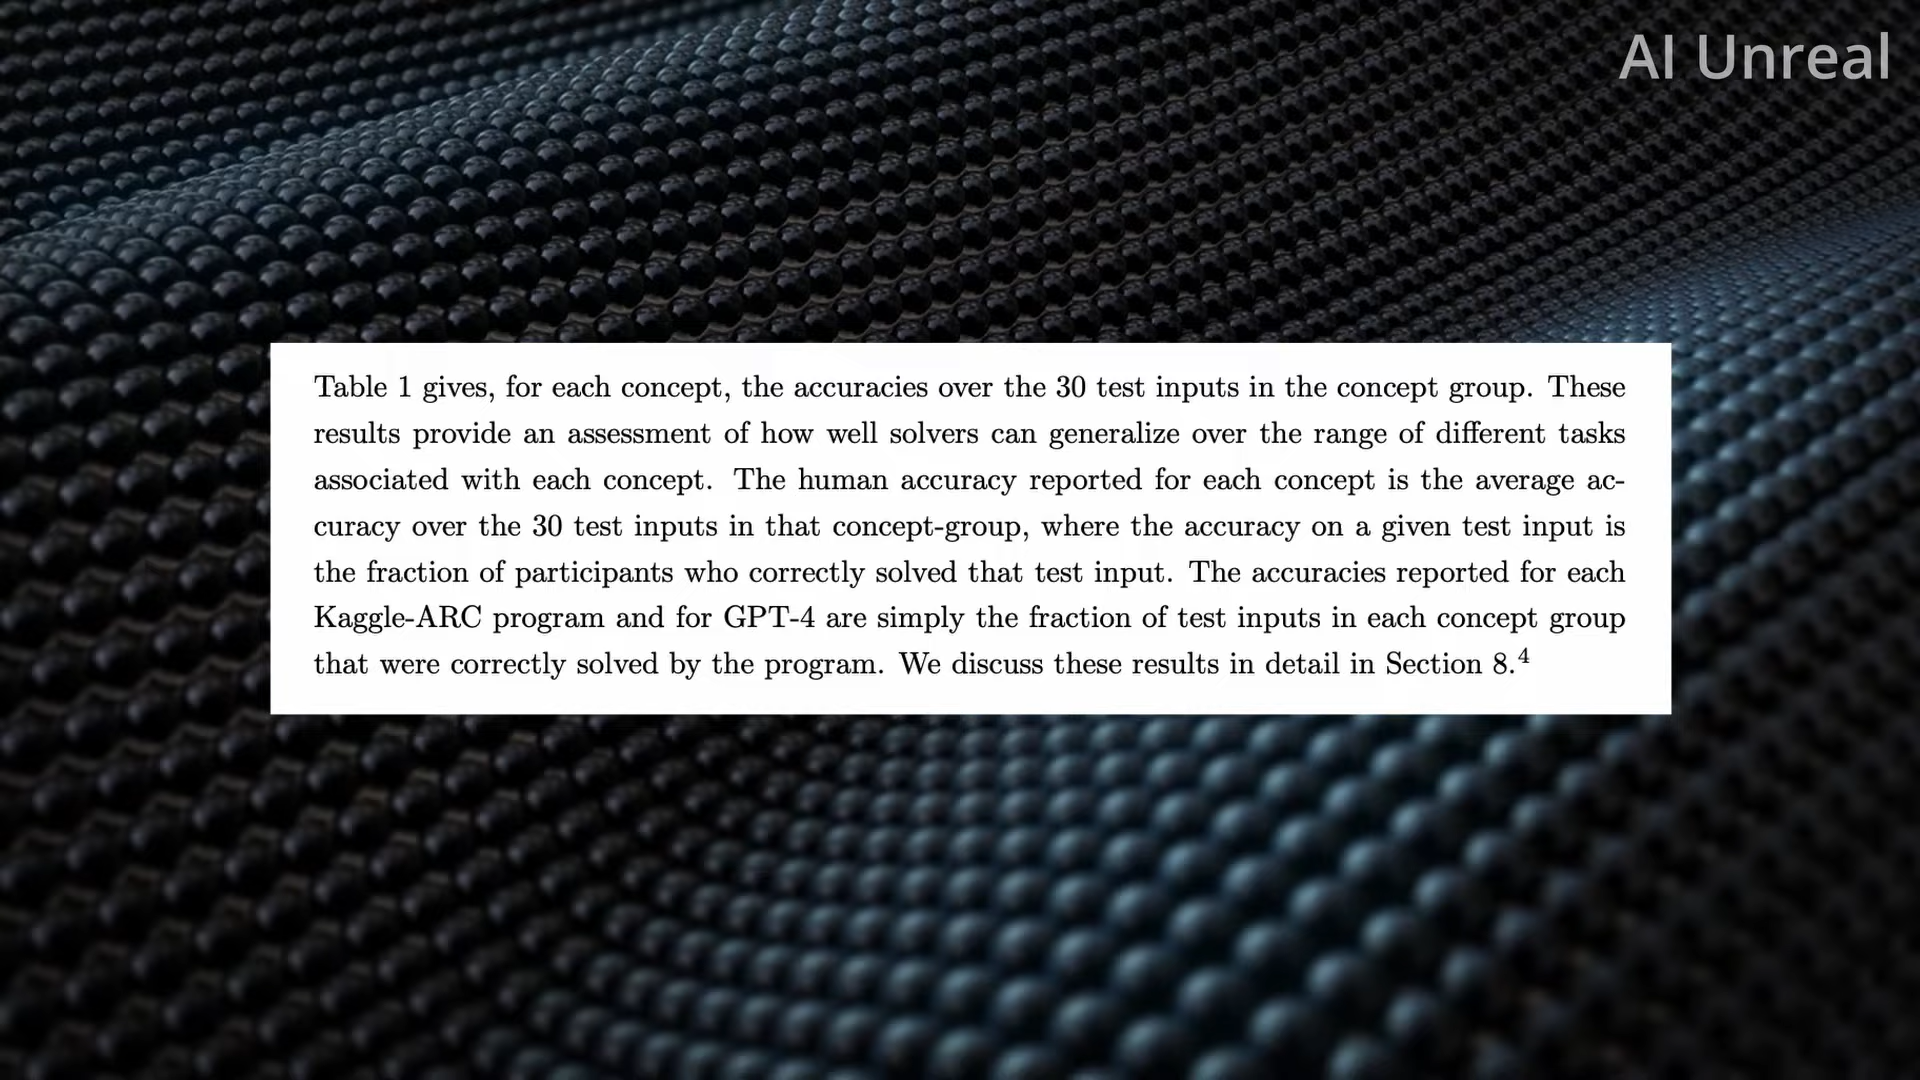 AI Unreal
Table 1 gives, for each concept, the accuracies over the 30 test inputs in the concept group. These
results provide an assessment of how well solvers can generalize over the range of different tasks
associated with each concept. The human accuracy reported for each concept is the average ac-
curacy over the 30 test inputs in that concept-group, where the accuracy on a given test input is
the fraction of participants who correctly solved that test input. The accuracies reported for each
Kaggle-ARC program and for GPT-4 are simply the fraction of test inputs in each concept group
that were correctly solved by the program. We discuss these results in detail in Section 8.⁴